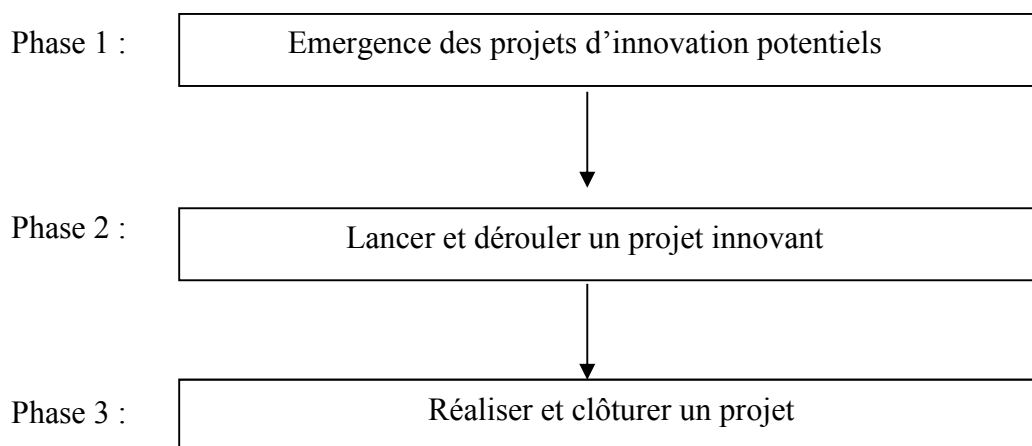 Phase 1 : Emergence des projets d’innovation potentiels
Phase 2 : Lancer et dérouler un projet innovant
Phase 3 : Réaliser et clôturer un projet